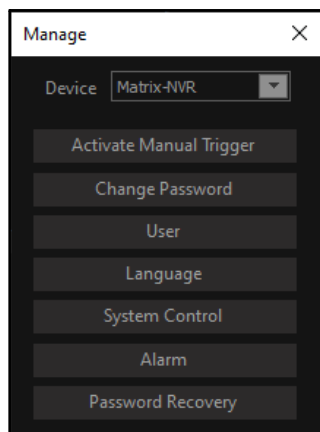 Manage
Device Matrix-NVR
Activate Manual Trigger
Change Password
User
Language
System Control
Alarm
Password Recovery